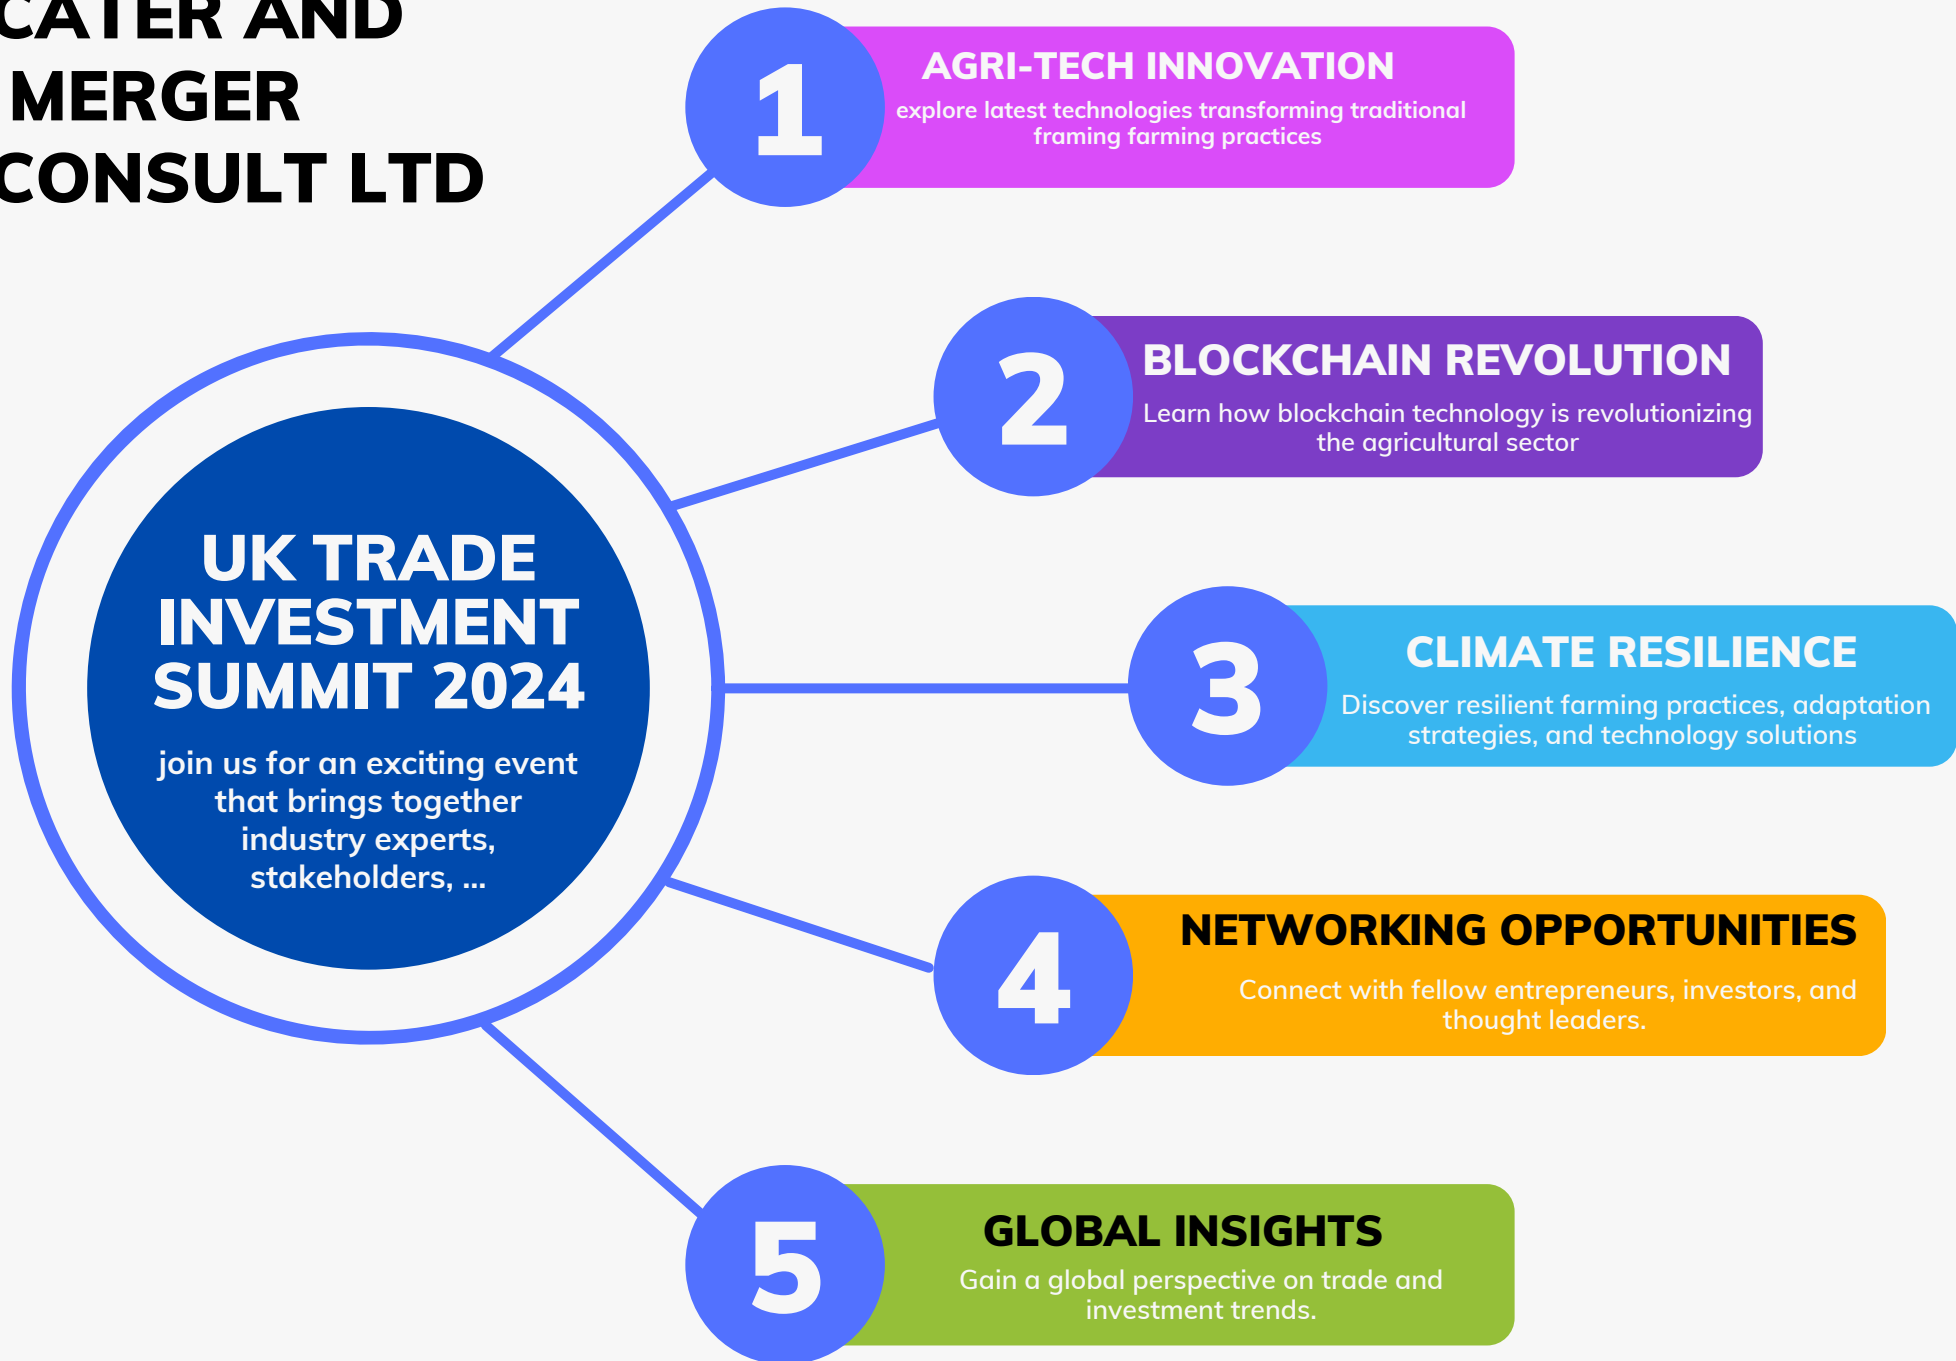 CATER AND
MERGER
CONSULT LTD
1
AGRI-TECH INNOVATION
explore latest technologies transforming traditional
framing farming practices
2
BLOCKCHAIN REVOLUTION
Learn how blockchain technology is revolutionizing
the agricultural sector
UK TRADE
INVESTMENT
SUMMIT 2024
join us for an exciting event
that brings together
industry experts,
stakeholders, ...
3
CLIMATE RESILIENCE
Discover resilient farming practices, adaptation
strategies, and technology solutions
4
NETWORKING OPPORTUNITIES
Connect with fellow entrepreneurs, investors, and
thought leaders.
5
GLOBAL INSIGHTS
Gain a global perspective on trade and
investment trends.